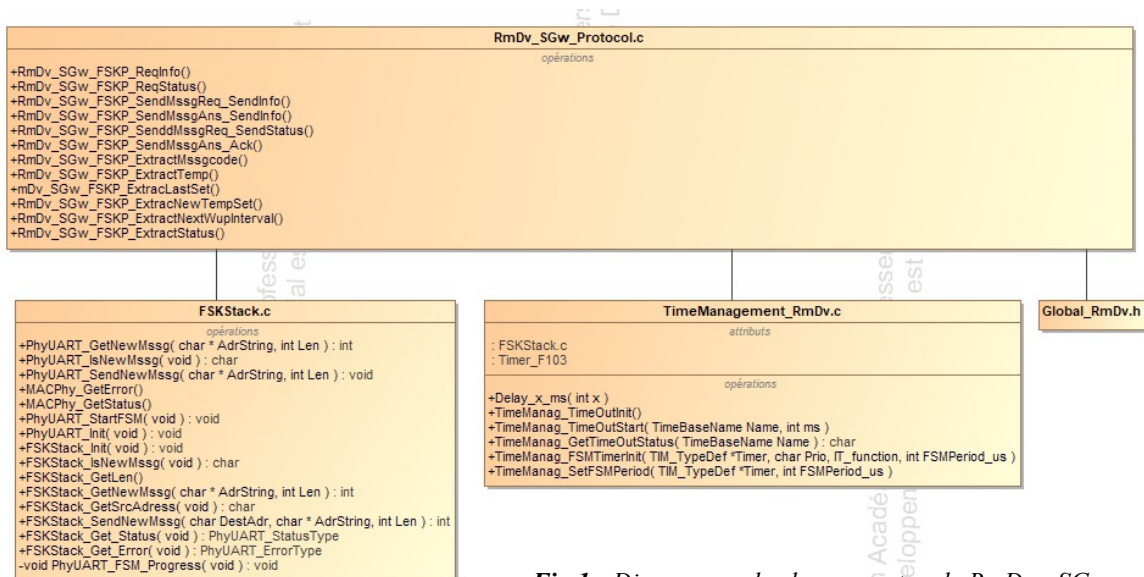 RmDv_SGw_Protocol.c
opérations
+RmDv_SGw_FSKP_ReqInfo()
+RmDv_SGw_FSKP_ReqStatus()
+RmDv_SGw_FSKP_SendMssgReq_SendInfo()
+RmDv_SGw_FSKP_SendMssgAns_SendInfo()
+RmDv_SGw_FSKP_SenddMssgReq_SendStatus()
+RmDv_SGw_FSKP_SendMssgAns_Ack()
+RmDv_SGw_FSKP_ExtractMssgcode()
+RmDv_SGw_FSKP_ExtractTemp()
+mDv_SGw_FSKP_ExtracLastSet()
+RmDv_SGw_FSKP_ExtracNewTempSet()
+RmDv_SGw_FSKP_ExtractNextWupInterval()
+RmDv_SGw_FSKP_ExtractStatus()
FSKStack.c
opérations
+PhyUART_GetNewMssg( char * AdrString, int Len ) : int
+PhyUART_IsNewMssg( void ) : char
+PhyUART_SendNewMssg( char * AdrString, int Len ) : void
+MACPhy_GetError()
+MACPhy_GetStatus()
+PhyUART_StartFSM( void ) : void
+PhyUART_Init( void ) : void
+FSKStack_Init( void ) : void
+FSKStack_IsNewMssg( void ) : char
+FSKStack_GetLen()
+FSKStack_GetNewMssg( char * AdrString, int Len ) : int
+FSKStack_GetSrcAdress( void ) : char
+FSKStack_SendNewMssg( char DestAdr, char * AdrString, int Len ) : int
+FSKStack_Get_Status( void ) : PhyUART_StatusType
+FSKStack_Get_Error( void ) : PhyUART_ErrorType
-void PhyUART_FSM_Progress( void ) : void
TimeManagement_RmDv.c
attributs
: FSKStack.c
: Timer_F103
opérations
+Delay_x_ms( int x )
+TimeManag_TimeOutInit()
+TimeManag_TimeOutStart( TimeBaseName Name, int ms )
+TimeManag_GetTimeOutStatus( TimeBaseName Name ) : char
+TimeManag_FSMTimerInit( TIM_TypeDef *Timer, char Prio, IT_function, int FSMPeriod_us )
+TimeManag_SetFSMPeriod( TIM_TypeDef *Timer, int FSMPeriod_us )
Global_RmDv.h